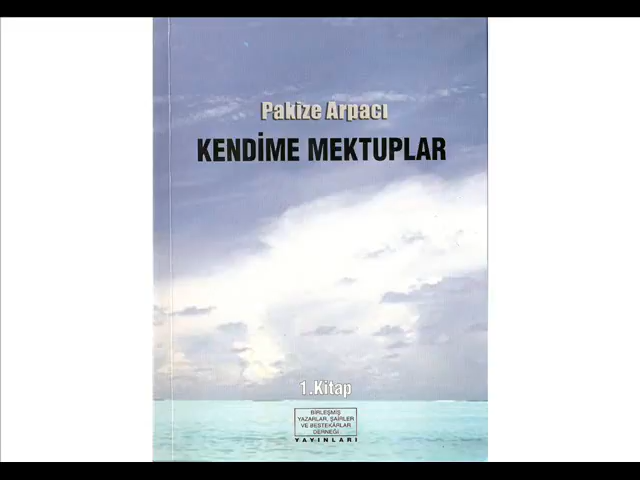 Pakize Arpacı
KENDİME MEKTUPLAR
1.Kitap
BİRLEŞMİŞ
YAZARLAR, ŞAİRLER
VE BESTEKÂRLAR
DERNEĞİ
YAYINLARI